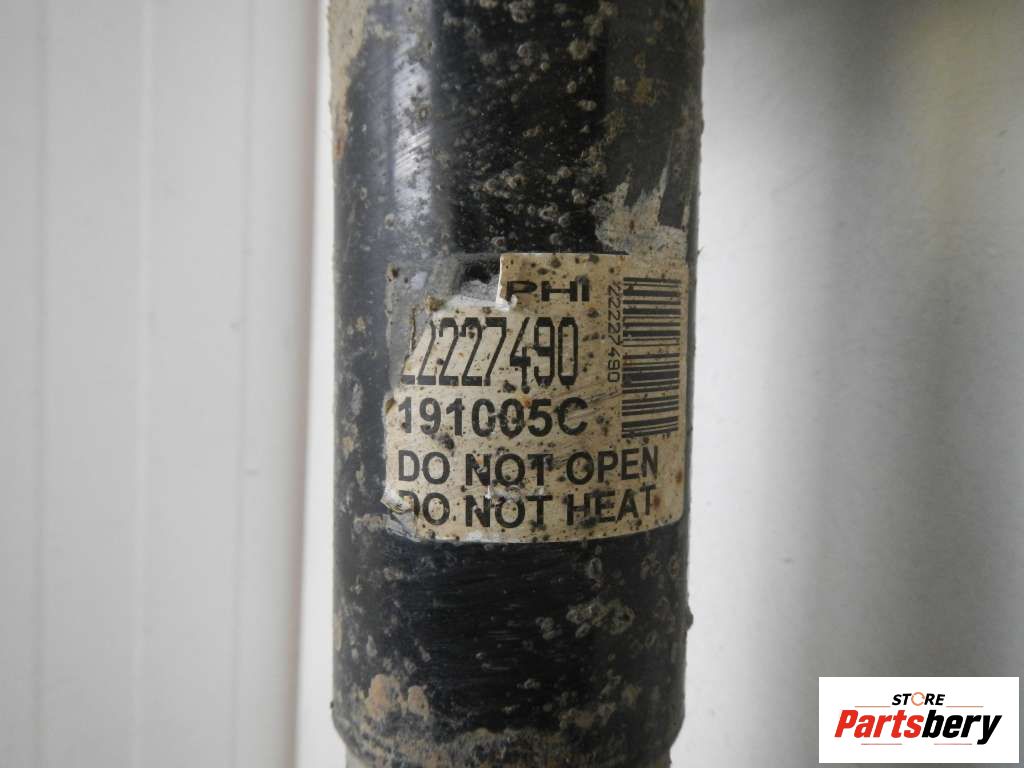 PHI
22227490
22227490
191005C
DO NOT OPEN
DO NOT HEAT
STORE
Partsbery